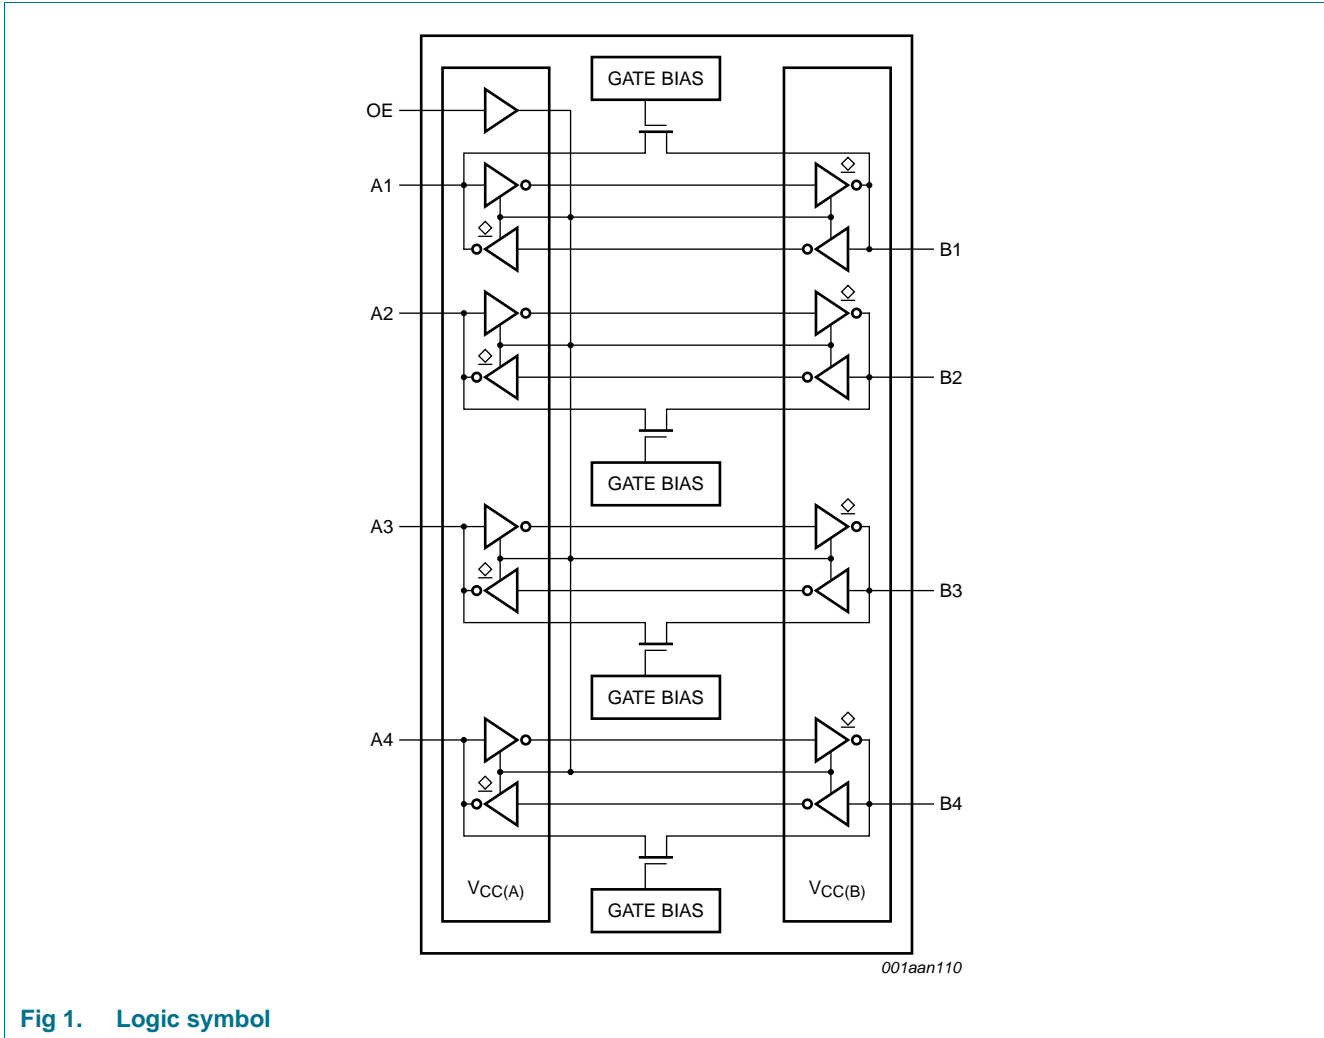 GATE BIAS
OE
A1
B1
A2
B2
GATE BIAS
A3
B3
GATE BIAS
A4
B4
VCC(A)
VCC(B)
GATE BIAS
001aan110
Fig 1. Logic symbol